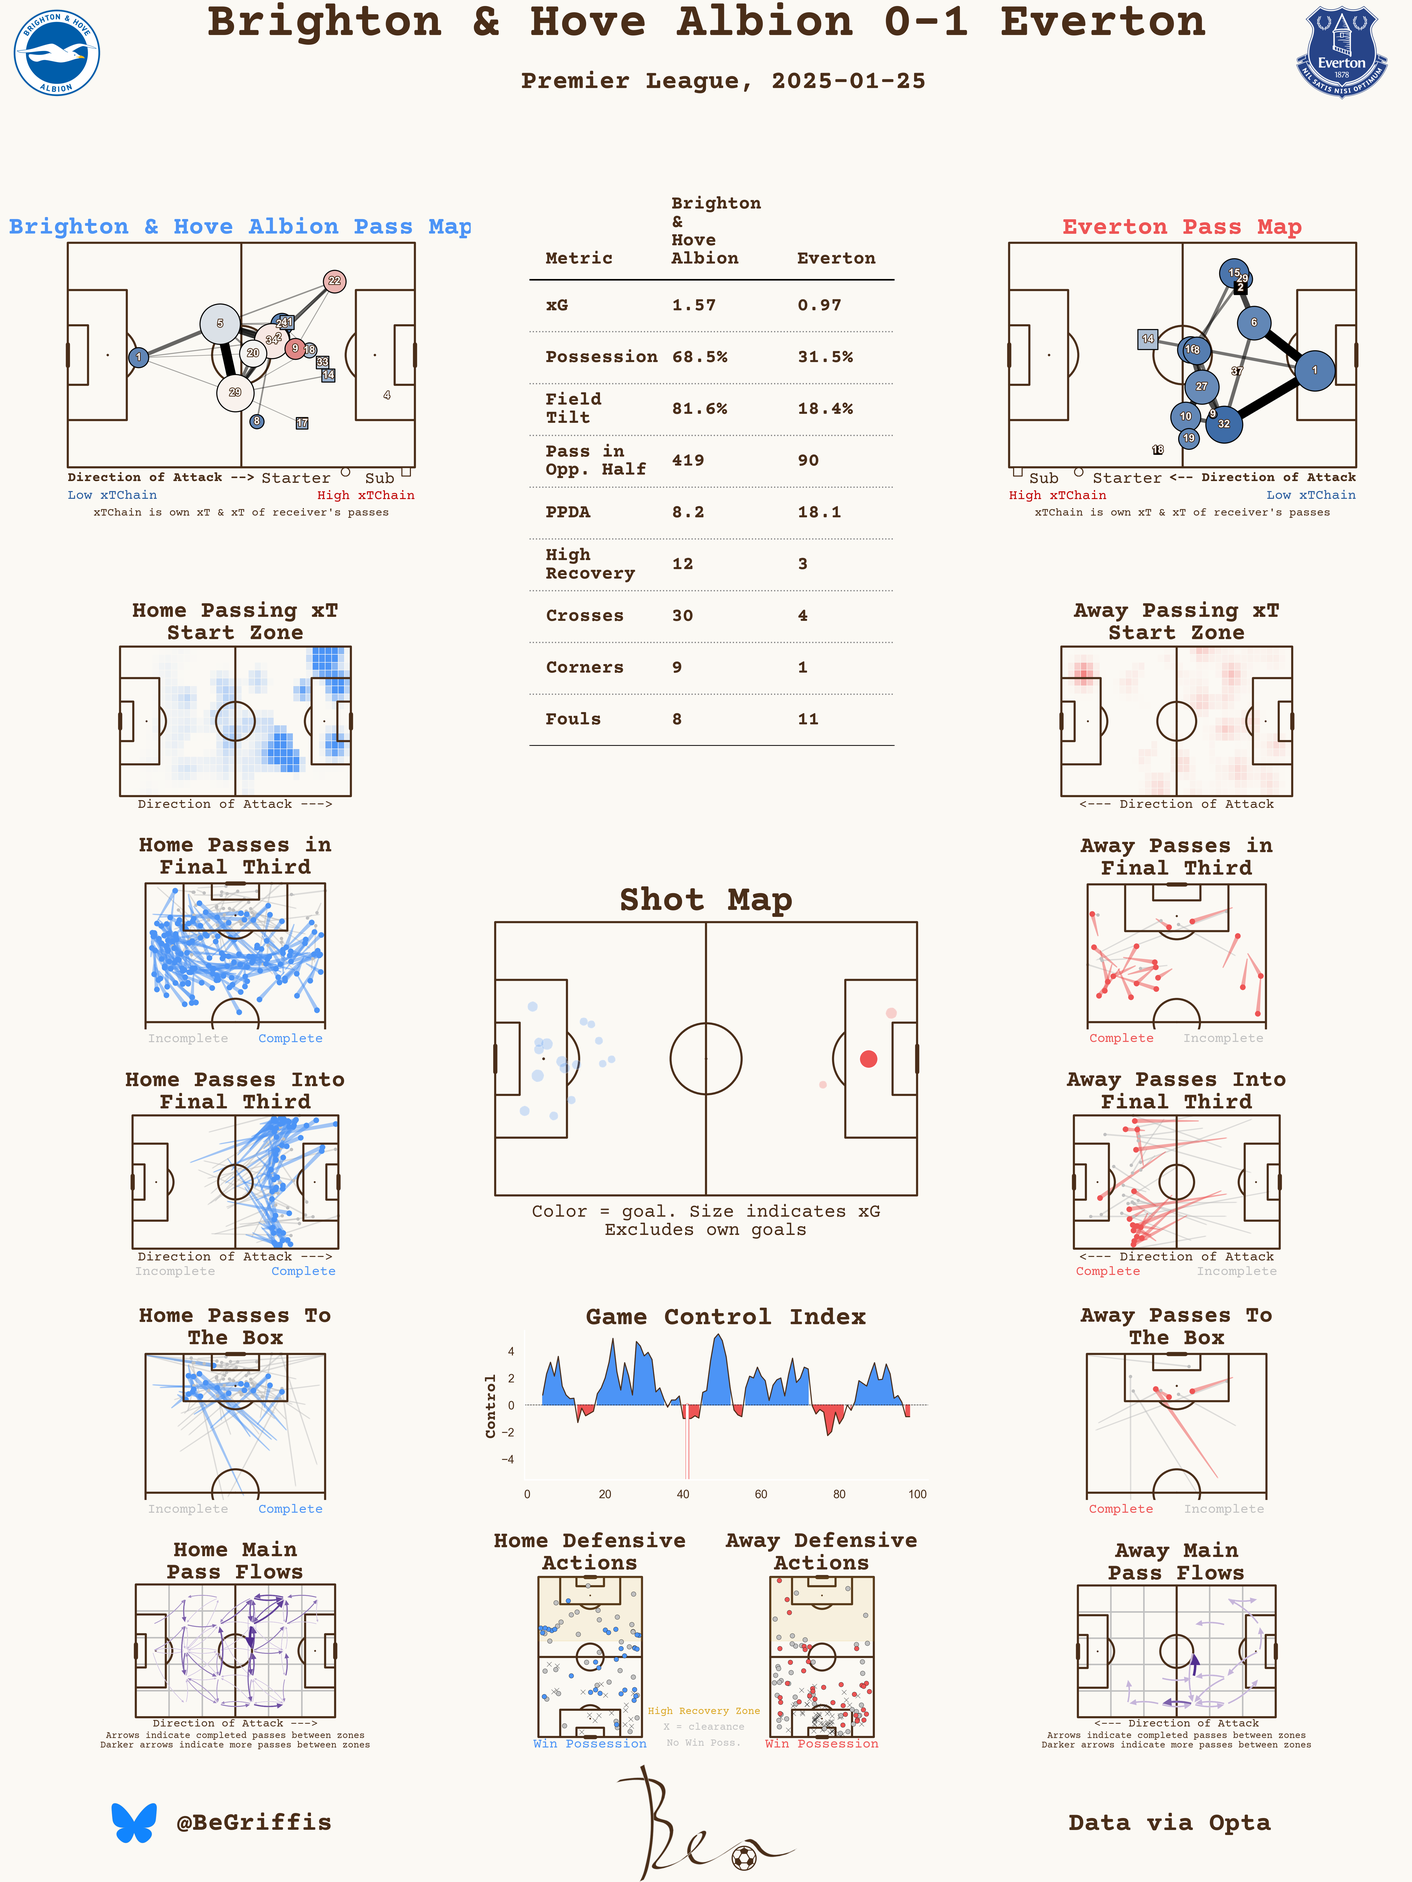 Brighton & Hove Albion 0-1 Everton
Premier League, 2025-01-25
BRIGHTON & HOVE
ALBION
Everton
1878
NIL SATIS NISI OPTIMUM
Brighton & Hove Albion Pass Map
22
5
41
34
2
1
20
9
18
33
14
29
4
8
17
Direction of Attack --> Starter Sub
Low xTChain High xTChain
xTChain is own xT & xT of receiver's passes
Metric Brighton & Hove Albion Everton
xG 1.57 0.97
Possession 68.5% 31.5%
Field Tilt 81.6% 18.4%
Pass in Opp. Half 419 90
PPDA 8.2 18.1
High Recovery 12 3
Crosses 30 4
Corners 9 1
Fouls 8 11
Everton Pass Map
15
29
2
6
14
16
8
37
1
27
10
9
32
19
18
Sub Starter <-- Direction of Attack
High xTChain Low xTChain
xTChain is own xT & xT of receiver's passes
Home Passing xT
Start Zone
Direction of Attack --->
Away Passing xT
Start Zone
<--- Direction of Attack
Home Passes in
Final Third
Incomplete Complete
Away Passes in
Final Third
Complete Incomplete
Shot Map
Color = goal. Size indicates xG
Excludes own goals
Home Passes Into
Final Third
Direction of Attack --->
Incomplete Complete
Away Passes Into
Final Third
<--- Direction of Attack
Complete Incomplete
Home Passes To
The Box
Incomplete Complete
Game Control Index
Control
4
2
0
−2
−4
0 20 40 60 80 100
Away Passes To
The Box
Complete Incomplete
Home Main
Pass Flows
Direction of Attack --->
Arrows indicate completed passes between zones
Darker arrows indicate more passes between zones
Home Defensive
Actions
Win Possession
High Recovery Zone
X = clearance
No Win Poss.
Away Defensive
Actions
Win Possession
Away Main
Pass Flows
<--- Direction of Attack
Arrows indicate completed passes between zones
Darker arrows indicate more passes between zones
@BeGriffis
Ben
Data via Opta